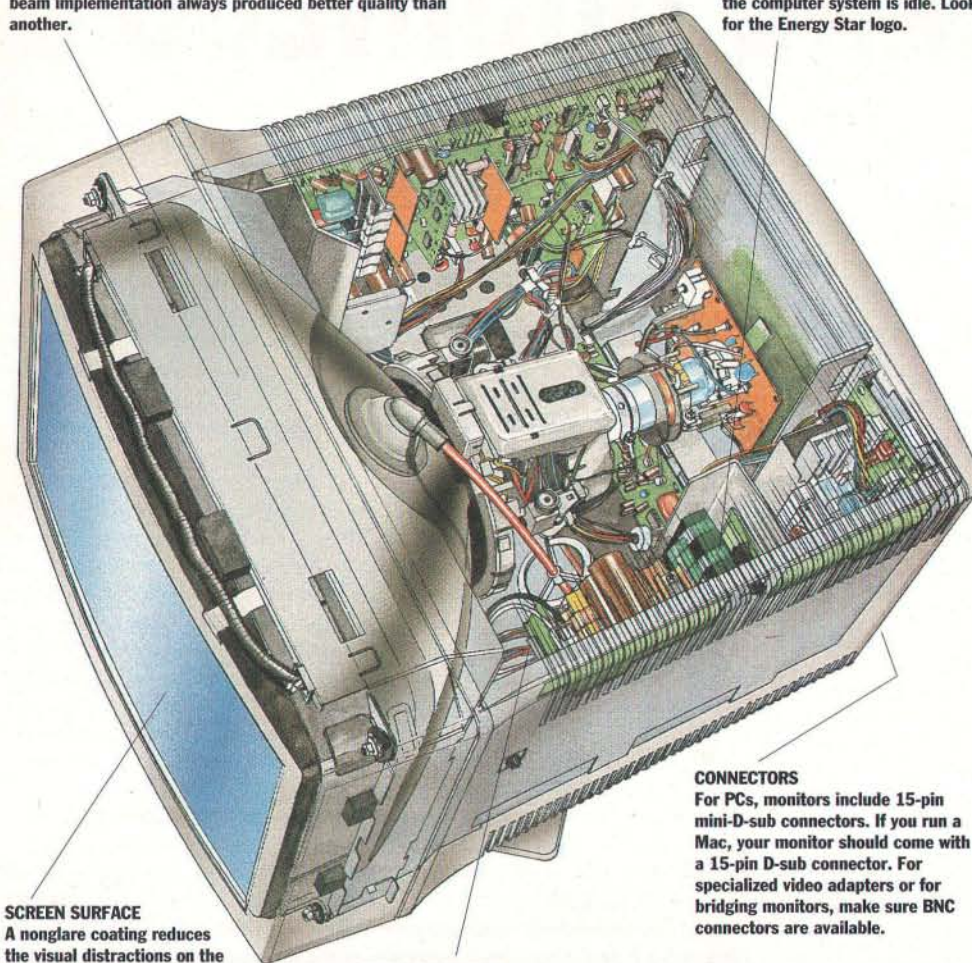 beam implementation always produced better quality than
another.
the computer system is idle. Look
for the Energy Star logo.
CONNECTORS
For PCs, monitors include 15-pin
mini-D-sub connectors. If you run a
Mac, your monitor should come with
a 15-pin D-sub connector. For
specialized video adapters or for
bridging monitors, make sure BNC
connectors are available.
SCREEN SURFACE
A nonglare coating reduces
the visual distractions on the